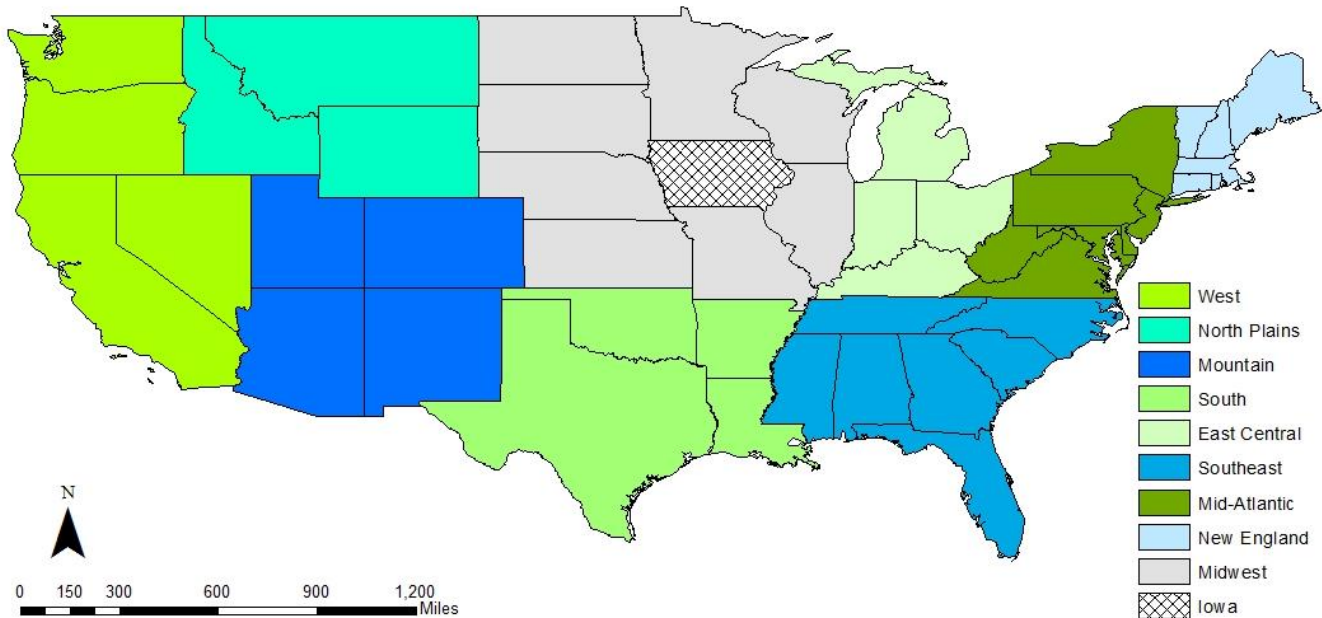 West
North Plains
Mountain
South
East Central
Southeast
Mid-Atlantic
New England
Midwest
Iowa
N
0 150 300 600 900 1,200
Miles